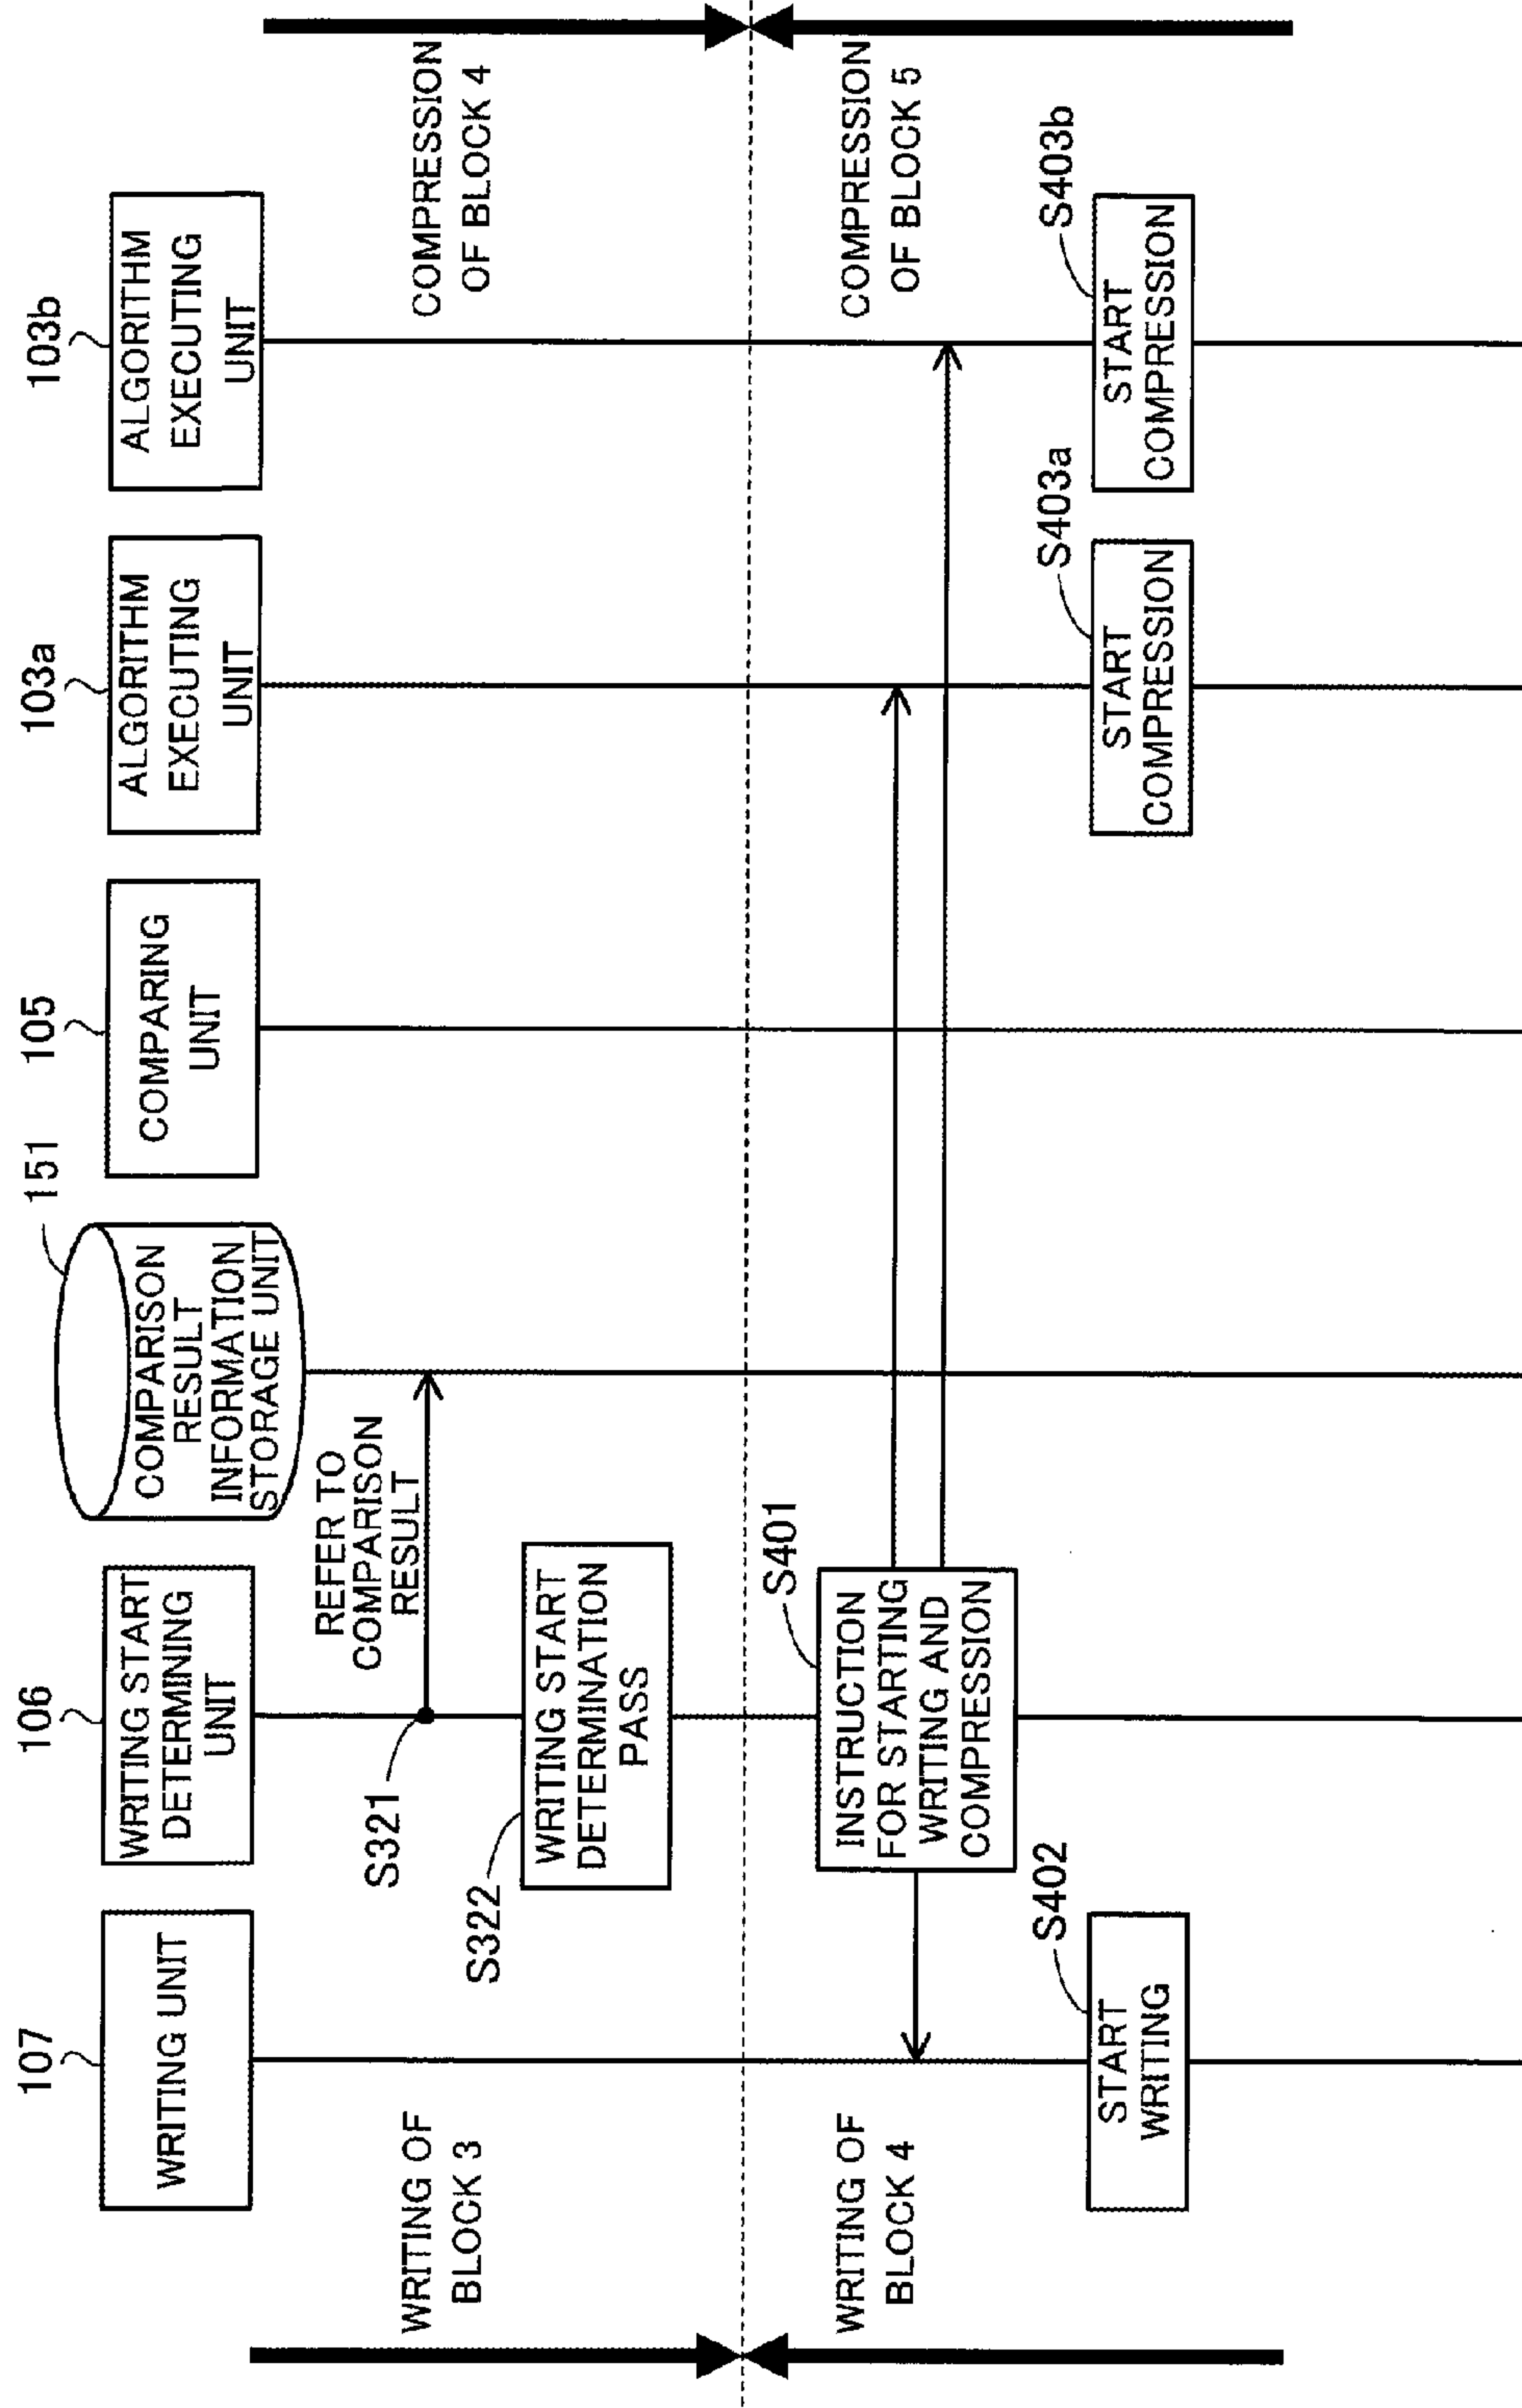 107
WRITING UNIT
106
WRITING START
DETERMINING
UNIT
151
COMPARISON
RESULT
INFORMATION
STORAGE UNIT
105
COMPARING
UNIT
103a
ALGORITHM
EXECUTING
UNIT
103b
ALGORITHM
EXECUTING
UNIT
WRITING OF
BLOCK 3
S321
REFER TO
COMPARISON
RESULT
COMPRESSION
OF BLOCK 4
S322
WRITING START
DETERMINATION
PASS
WRITING OF
BLOCK 4
S401
INSTRUCTION
FOR STARTING
WRITING AND
COMPRESSION
COMPRESSION
OF BLOCK 5
S402
START
WRITING
S403a
START
COMPRESSION
S403b
START
COMPRESSION